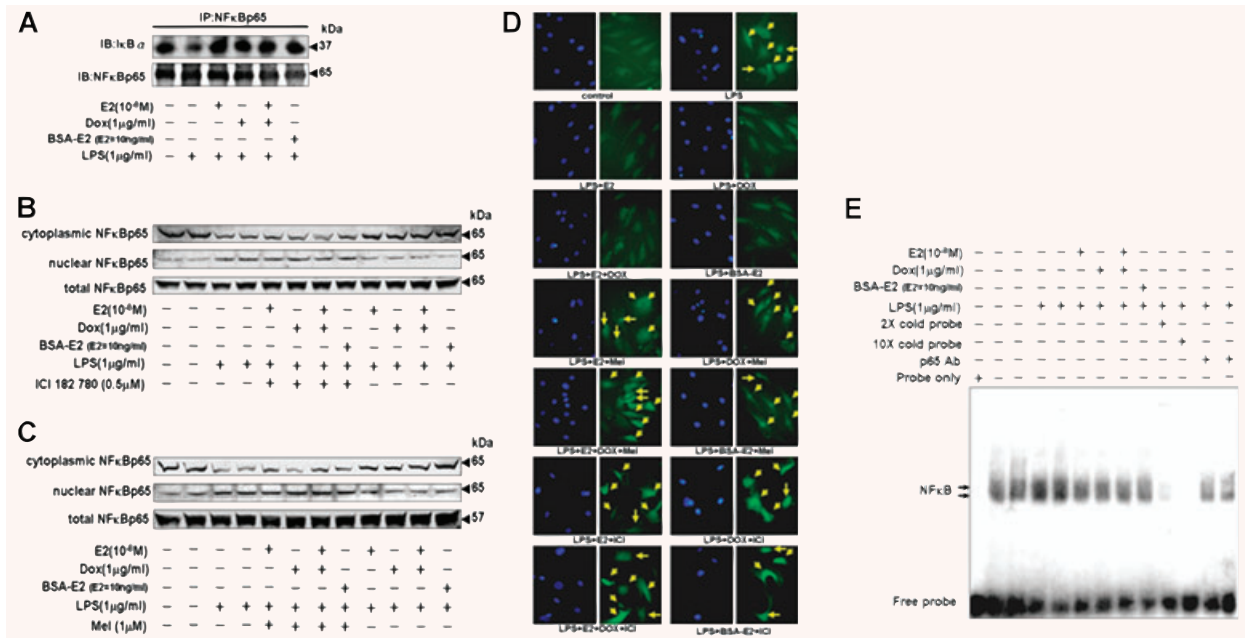 A
IP:NFκBp65
kDa
IB:IκB α
37
IB:NFκBp65
65
E2(10⁻⁸M) − − + − + −
Dox(1μg/ml) − − − + + −
BSA-E2 (E2=10ng/ml) − − − − − +
LPS(1μg/ml) − + + + + +
B
kDa
cytoplasmic NFκBp65
65
nuclear NFκBp65
65
total NFκBp65
65
E2(10⁻⁸M) − − − − + − + − + − + −
Dox(1μg/ml) − − − − − + + − − + + −
BSA-E2 (E2=10ng/ml) − − − − − − − + − − − +
LPS(1μg/ml) − − + + + + + + + + + +
ICI 182 780 (0.5μM) − − − − + + + + − − − −
C
kDa
cytoplasmic NFκBp65
65
nuclear NFκBp65
65
total NFκBp65
57
E2(10⁻⁸M) − − − − + − + − + − + −
Dox(1μg/ml) − − − − − + + − − + + −
BSA-E2 (E2=10ng/ml) − − − − − − − + − − − +
LPS(1μg/ml) − − + + + + + + + + + +
Mel (1μM) − − − − + + + + − − − −
D
control
LPS
LPS+E2
LPS+DOX
LPS+E2+DOX
LPS+BSA-E2
LPS+E2+Mel
LPS+DOX+Mel
LPS+E2+DOX+Mel
LPS+BSA-E2+Mel
LPS+E2+ICI
LPS+DOX+ICI
LPS+E2+DOX+ICI
LPS+BSA-E2+ICI
E
E2(10⁻⁸M) − − − − − + − + − − − − −
Dox(1μg/ml) − − − − − − + + − − − − −
BSA-E2 (E2=10ng/ml) − − − − − − − − + − − − −
LPS(1μg/ml) − − − + + + + + + + + + +
2X cold probe − − − − − − − − − + − − −
10X cold probe − − − − − − − − − − + − −
p65 Ab − − − − − − − − − − − + +
Probe only + − − − − − − − − − − − −
NFκB
Free probe